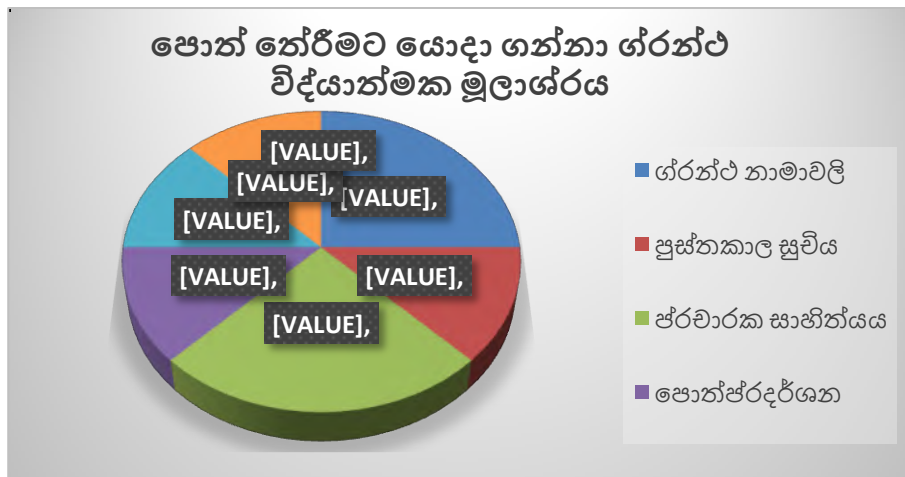 පොත් තේරීමට යොදා ගන්නා ග්රන්ථ
විද්යාත්මක මූලාශ්රය
[VALUE],
[VALUE],
[VALUE],
[VALUE],
[VALUE],
[VALUE],
[VALUE],
ග්රන්ථ නාමාවලි
පුස්තකාල සුචිය
ප්රචාරක සාහිත්යය
පොත්ප්රදර්ශන